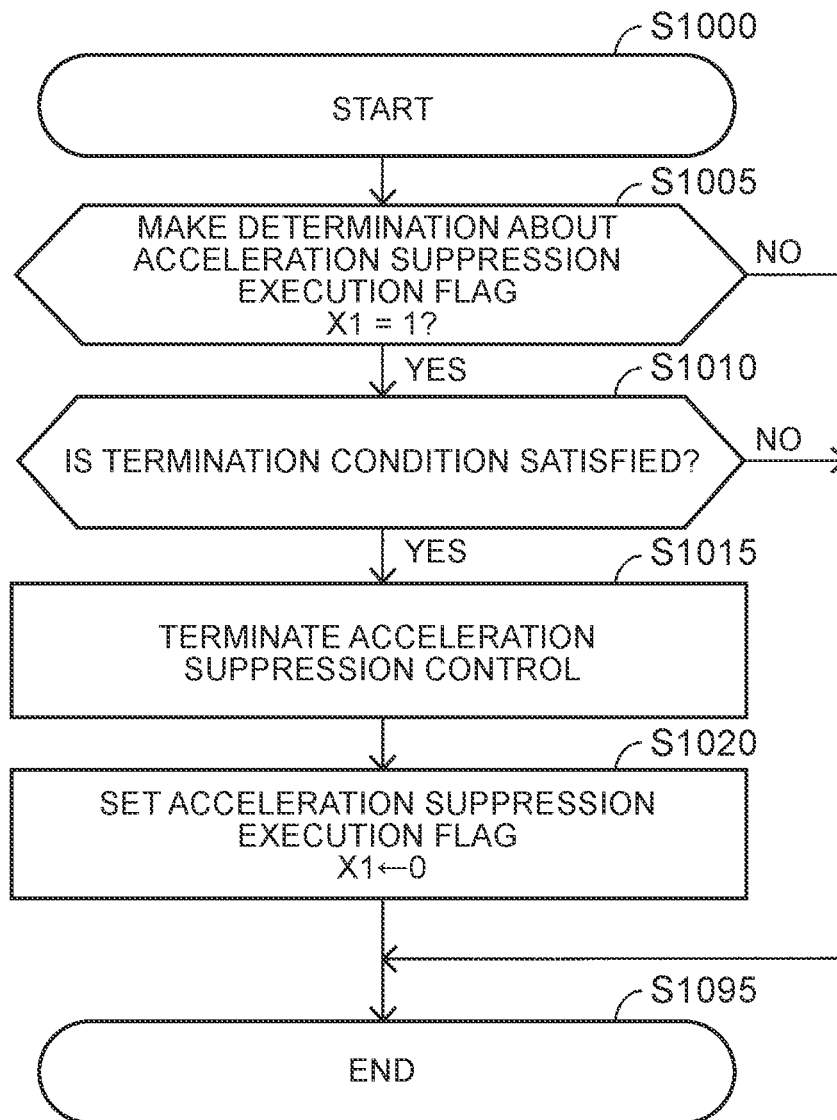 S1000
START
S1005
MAKE DETERMINATION ABOUT
ACCELERATION SUPPRESSION
EXECUTION FLAG
X1 = 1?
NO
YES
S1010
IS TERMINATION CONDITION SATISFIED?
NO
YES
S1015
TERMINATE ACCELERATION
SUPPRESSION CONTROL
S1020
SET ACCELERATION SUPPRESSION
EXECUTION FLAG
X1←0
S1095
END